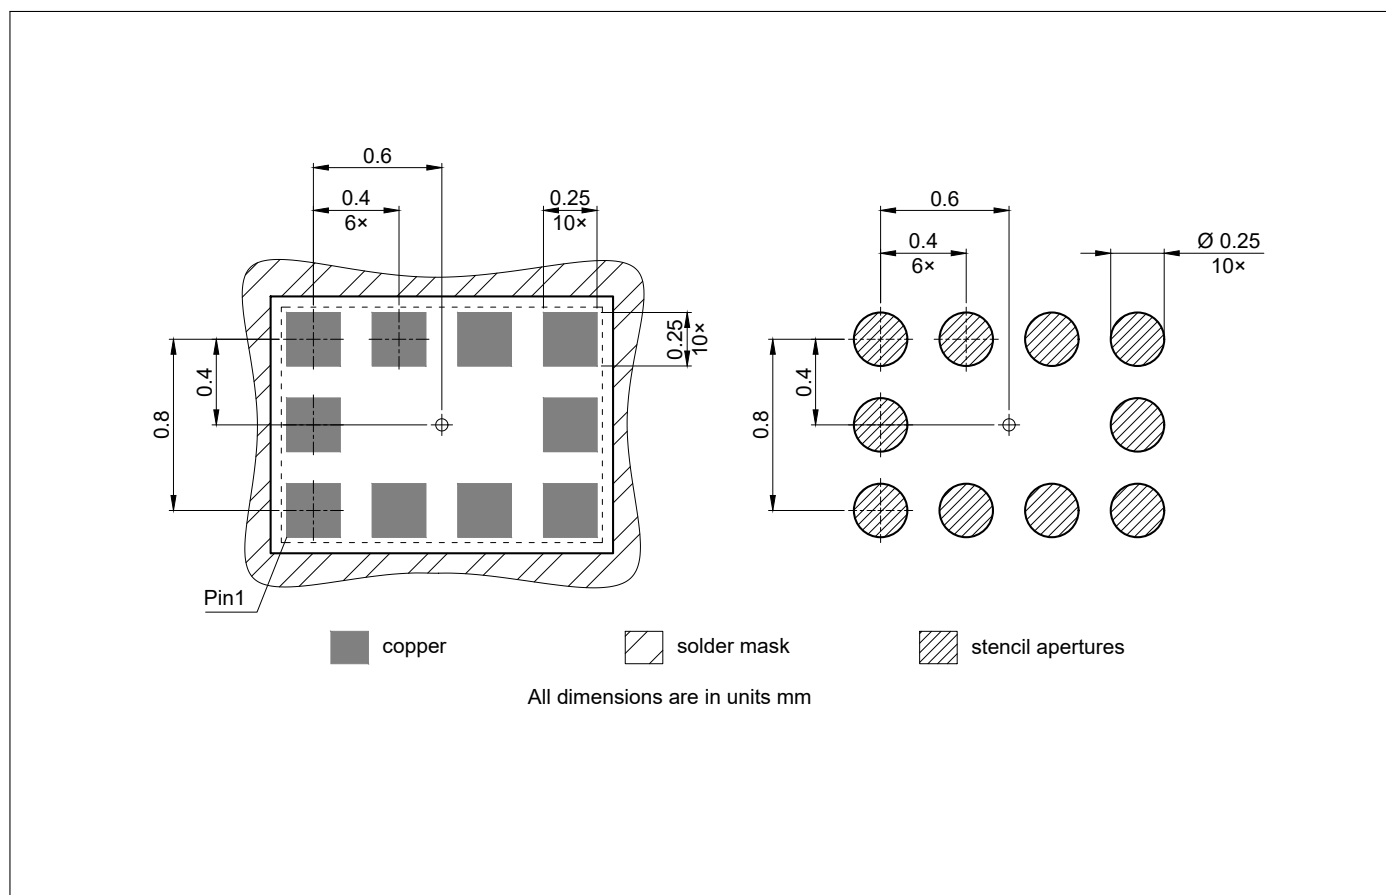 0.6
0.4
6×
0.25
10×
0.25
10×
0.4
0.8
Pin1
0.6
0.4
6×
Ø 0.25
10×
0.4
0.8
copper
solder mask
stencil apertures
All dimensions are in units mm